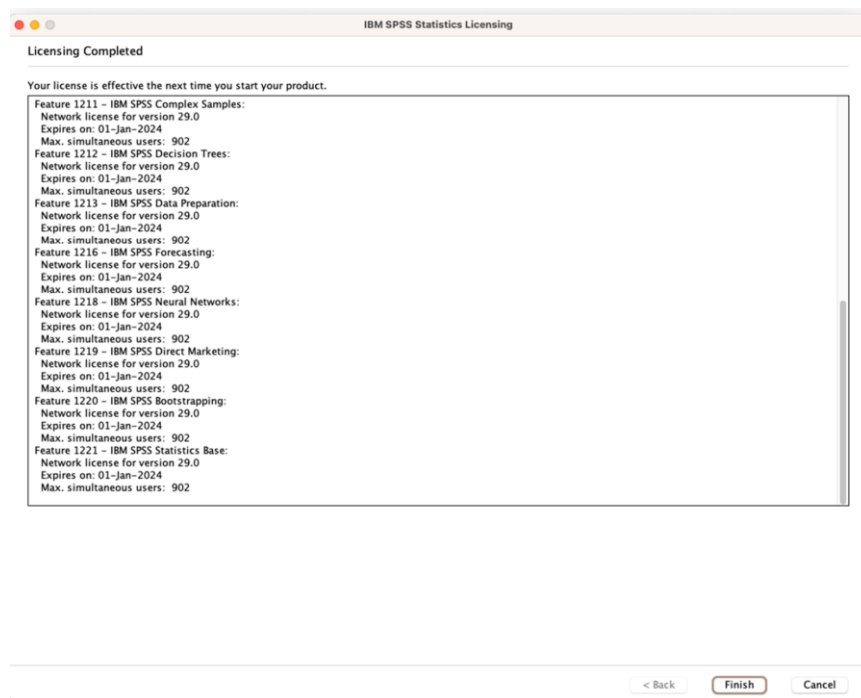 IBM SPSS Statistics Licensing
Licensing Completed
Your license is effective the next time you start your product.
Feature 1211 - IBM SPSS Complex Samples:
Network license for version 29.0
Expires on: 01-Jan-2024
Max. simultaneous users: 902
Feature 1212 - IBM SPSS Decision Trees:
Network license for version 29.0
Expires on: 01-Jan-2024
Max. simultaneous users: 902
Feature 1213 - IBM SPSS Data Preparation:
Network license for version 29.0
Expires on: 01-Jan-2024
Max. simultaneous users: 902
Feature 1216 - IBM SPSS Forecasting:
Network license for version 29.0
Expires on: 01-Jan-2024
Max. simultaneous users: 902
Feature 1218 - IBM SPSS Neural Networks:
Network license for version 29.0
Expires on: 01-Jan-2024
Max. simultaneous users: 902
Feature 1219 - IBM SPSS Direct Marketing:
Network license for version 29.0
Expires on: 01-Jan-2024
Max. simultaneous users: 902
Feature 1220 - IBM SPSS Bootstrapping:
Network license for version 29.0
Expires on: 01-Jan-2024
Max. simultaneous users: 902
Feature 1221 - IBM SPSS Statistics Base:
Network license for version 29.0
Expires on: 01-Jan-2024
Max. simultaneous users: 902
< Back Finish Cancel